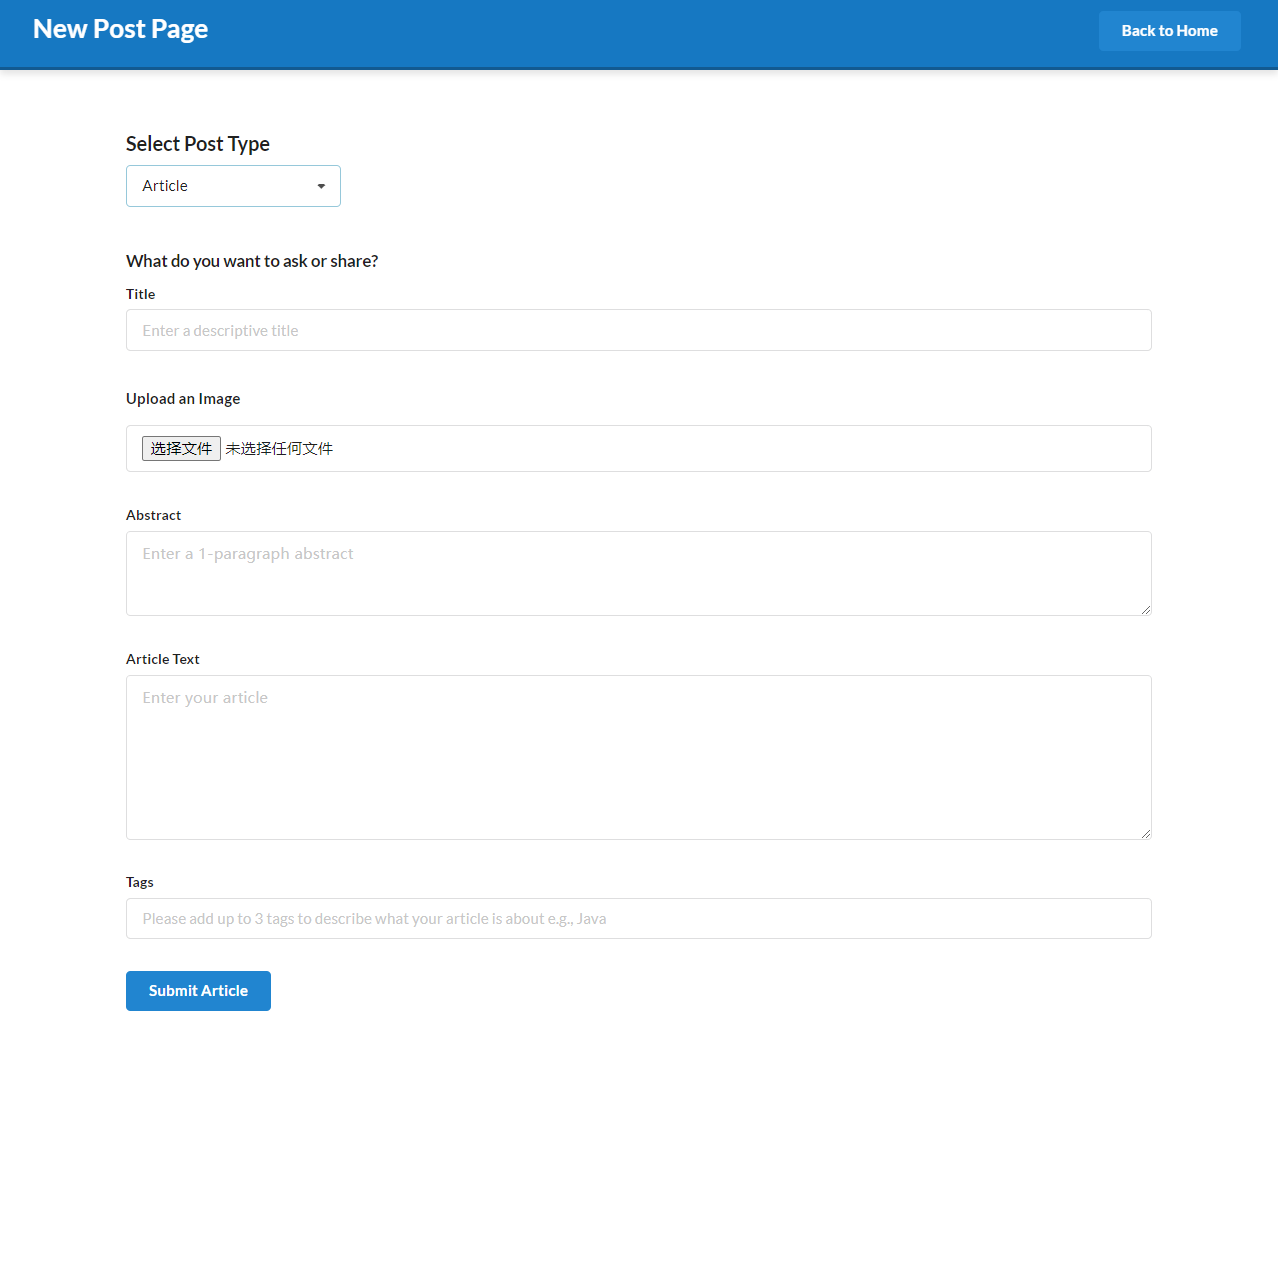 New Post Page
Back to Home
Select Post Type
Article
What do you want to ask or share?
Title
Enter a descriptive title
Upload an Image
选择文件 未选择任何文件
Abstract
Enter a 1-paragraph abstract
Article Text
Enter your article
Tags
Please add up to 3 tags to describe what your article is about e.g., Java
Submit Article